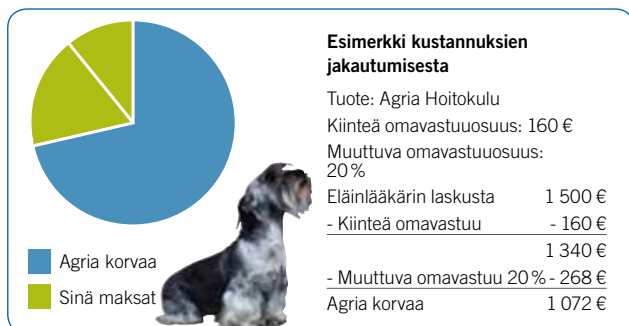 Esimerkki kustannuksien
jakautumisesta
Tuote: Agria Hoitokulu
Kiinteä omavastuuosuus: 160 €
Muuttuva omavastuuosuus:
20 %
Eläinlääkärin laskusta 1 500 €
- Kiinteä omavastuu - 160 €
1 340 €
- Muuttuva omavastuu 20 % - 268 €
Agria korvaa 1 072 €
Agria korvaa
Sinä maksat